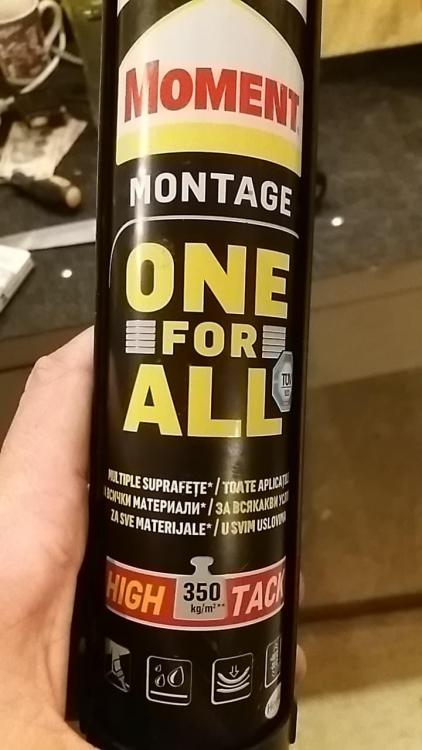 MOMENT
MONTAGE
ONE
FOR
ALL
TÜV
MULTIPLE SUPRAFEȚE* / TOATE APLICAȚII
ВСИЧКИ МАТЕРИАЛИ* / ЗА ВСЯКАКВИ
ZA SVE MATERIJALE* / U SVIM USLOVIMA
HIGH 350 TACK
kg/m²**